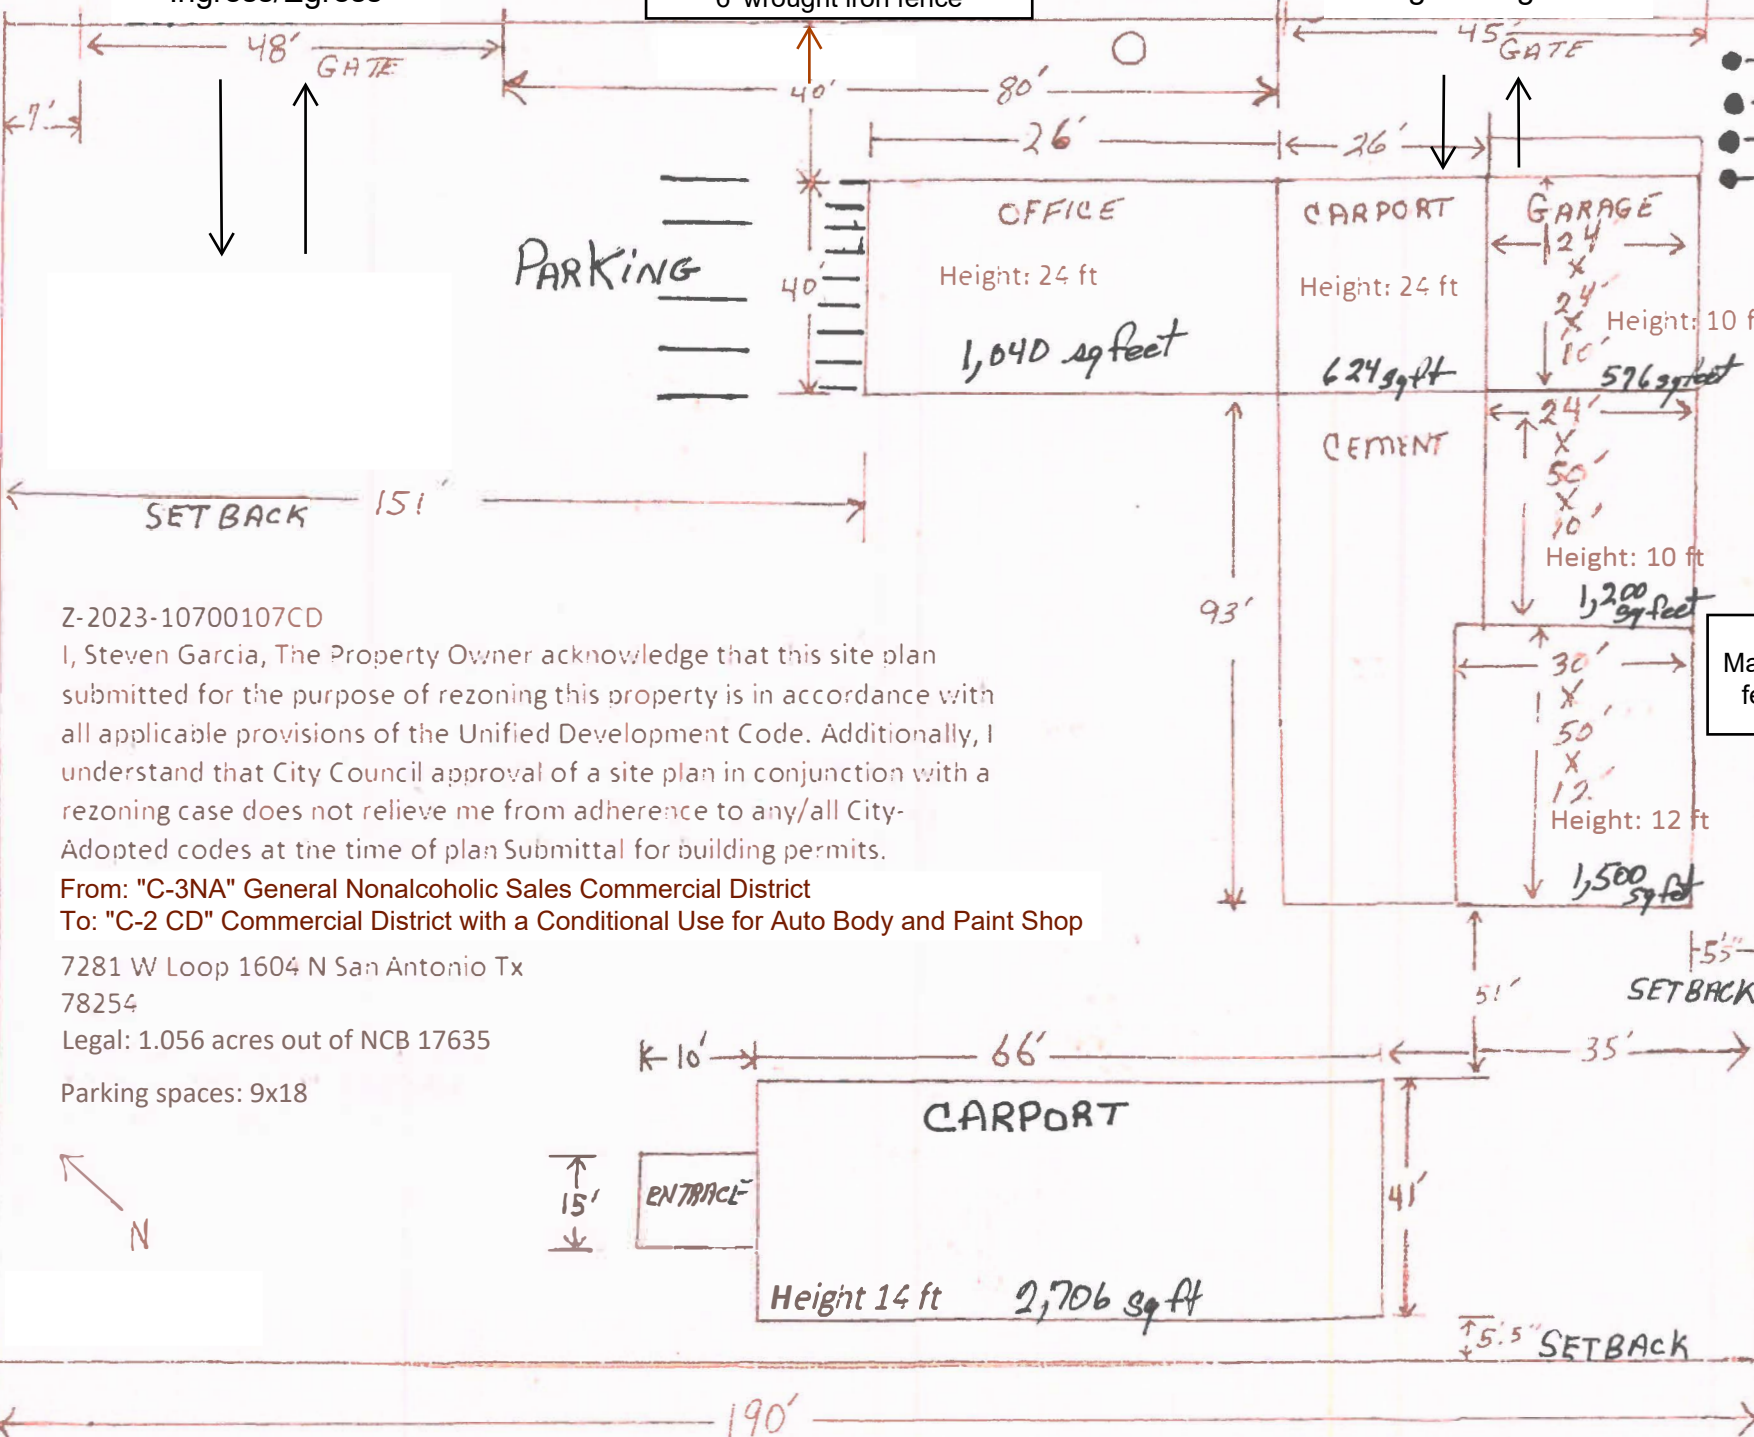 Ingress/Egress
6' wrought iron fence
48'
GATE
45'
GATE
7'
40'
80'
26'
26'
PARKING
40'
OFFICE
Height: 24 ft
1,040 sq feet
CARPORT
Height: 24 ft
624 sq ft
GARAGE
24'
X
24'
X
10'
Height: 10 f
576 sq feet
CEMENT
24'
X
50'
X
10'
Height: 10 ft
1,200
sq feet
151'
SETBACK
93'
30'
X
50'
X
12'
Height: 12 ft
1,500
sq ft
Ma
fe
Z-2023-10700107CD
I, Steven Garcia, The Property Owner acknowledge that this site plan
submitted for the purpose of rezoning this property is in accordance with
all applicable provisions of the Unified Development Code. Additionally, I
understand that City Council approval of a site plan in conjunction with a
rezoning case does not relieve me from adherence to any/all City-
Adopted codes at the time of plan Submittal for building permits.
From: "C-3NA" General Nonalcoholic Sales Commercial District
To: "C-2 CD" Commercial District with a Conditional Use for Auto Body and Paint Shop
7281 W Loop 1604 N San Antonio Tx
78254
Legal: 1.056 acres out of NCB 17635
Parking spaces: 9x18
N
51'
5'5"
SETBACK
10'
66'
35'
CARPORT
15'
ENTRACE
41'
Height 14 ft
2,706 sq ft
5'.5" SETBACK
190'